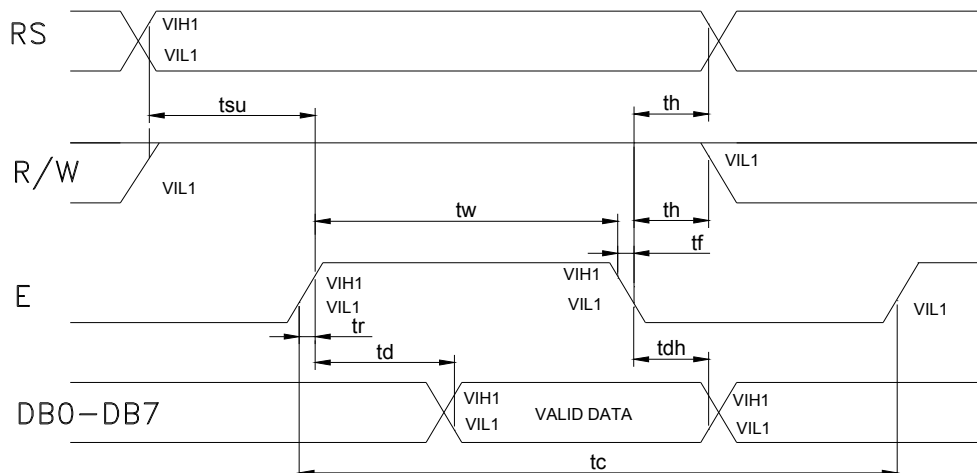 RS
VIH1
VIL1
tsu
th
R/W
VIL1
VIL1
tw
th
tf
E
VIH1
VIL1
VIH1
VIL1
VIL1
tr
td
tdh
DB0-DB7
VIH1
VIL1
VALID DATA
VIH1
VIL1
tc